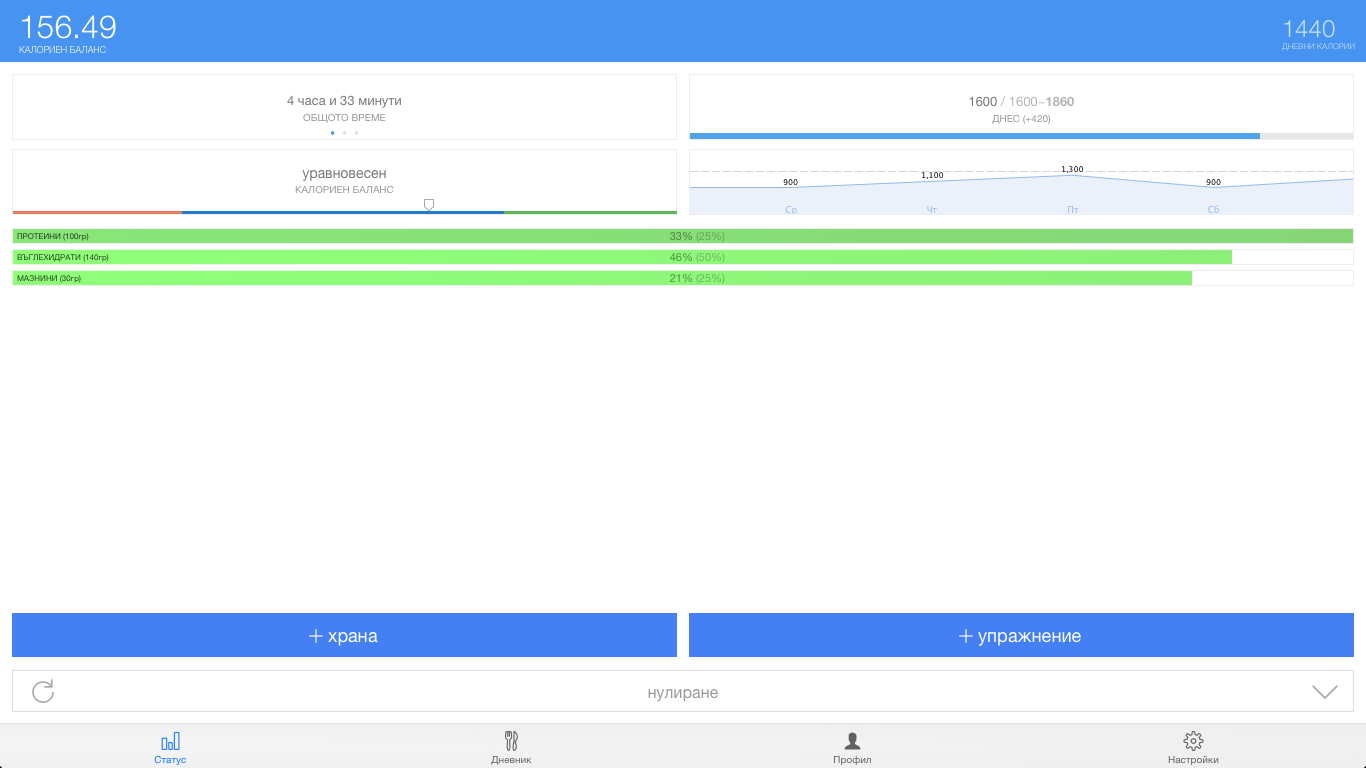 156.49
КАЛОРИЕН БАЛАНС
1440
ДНЕВНИ КАЛОРИИ
4 часа и 33 минути
ОБЩОТО ВРЕМЕ
1600 / 1600~1860
ДНЕС (+420)
уравновесен
КАЛОРИЕН БАЛАНС
900 1,100 1,300 900
Ср Чт Пт Сб
ПРОТЕИНИ (100гр) 33% (25%)
ВЪГЛЕХИДРАТИ (140гр) 46% (50%)
МАЗНИНИ (30гр) 21% (25%)
+ храна
+ упражнение
нулиране
Статус Дневник Профил Настройки